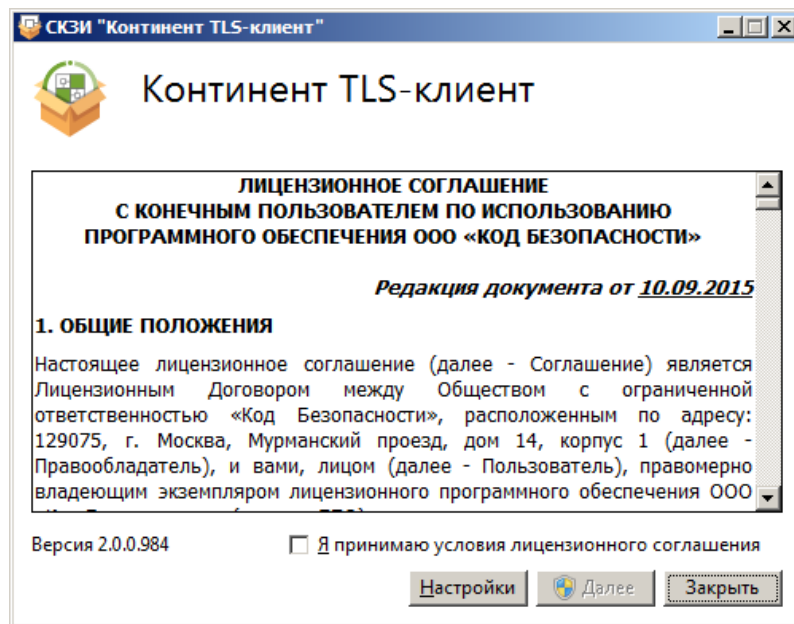 СКЗИ "Континент TLS-клиент"
Континент TLS-клиент
ЛИЦЕНЗИОННОЕ СОГЛАШЕНИЕ
С КОНЕЧНЫМ ПОЛЬЗОВАТЕЛЕМ ПО ИСПОЛЬЗОВАНИЮ
ПРОГРАММНОГО ОБЕСПЕЧЕНИЯ ООО «КОД БЕЗОПАСНОСТИ»
Редакция документа от 10.09.2015
1. ОБЩИЕ ПОЛОЖЕНИЯ
Настоящее лицензионное соглашение (далее - Соглашение) является
Лицензионным Договором между Обществом с ограниченной
ответственностью «Код Безопасности», расположенным по адресу:
129075, г. Москва, Мурманский проезд, дом 14, корпус 1 (далее -
Правообладатель), и вами, лицом (далее - Пользователь), правомерно
владеющим экземпляром лицензионного программного обеспечения ООО
Версия 2.0.0.984
Я принимаю условия лицензионного соглашения
Настройки
Далее
Закрыть